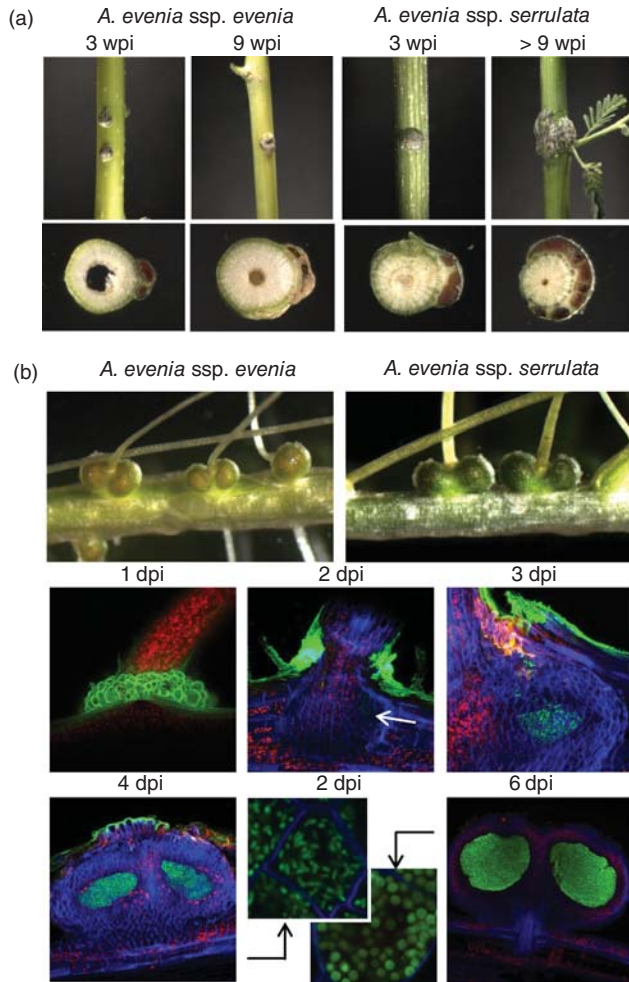 (a)
A. evenia ssp. evenia
A. evenia ssp. serrulata
3 wpi
9 wpi
3 wpi
> 9 wpi
(b)
A. evenia ssp. evenia
A. evenia ssp. serrulata
1 dpi
2 dpi
3 dpi
4 dpi
2 dpi
6 dpi